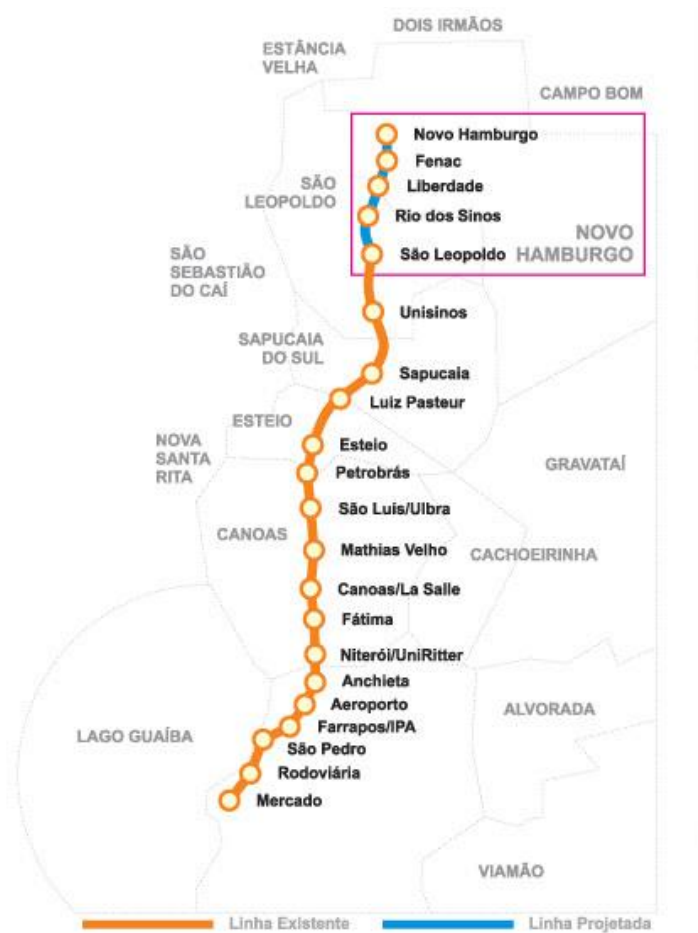 DOIS IRMÃOS
ESTÂNCIA
VELHA
CAMPO BOM
Novo Hamburgo
Fenac
Liberdade
SÃO
LEOPOLDO
Rio dos Sinos
NOVO
HAMBURGO
São Leopoldo
SÃO
SEBASTIÃO
DO CAÍ
Unisinos
SAPUCAIA
DO SUL
Sapucaia
Luiz Pasteur
ESTEIO
Esteio
NOVA
SANTA
RITA
Petrobrás
GRAVATAÍ
São Luis/Ulbra
CANOAS
Mathias Velho
CACHOEIRINHA
Canoas/La Salle
Fátima
Niterói/UniRitter
Anchieta
Aeroporto
ALVORADA
Farrapos/IPA
LAGO GUAÍBA
São Pedro
Rodoviária
Mercado
VIAMÃO
Linha Existente
Linha Projetada